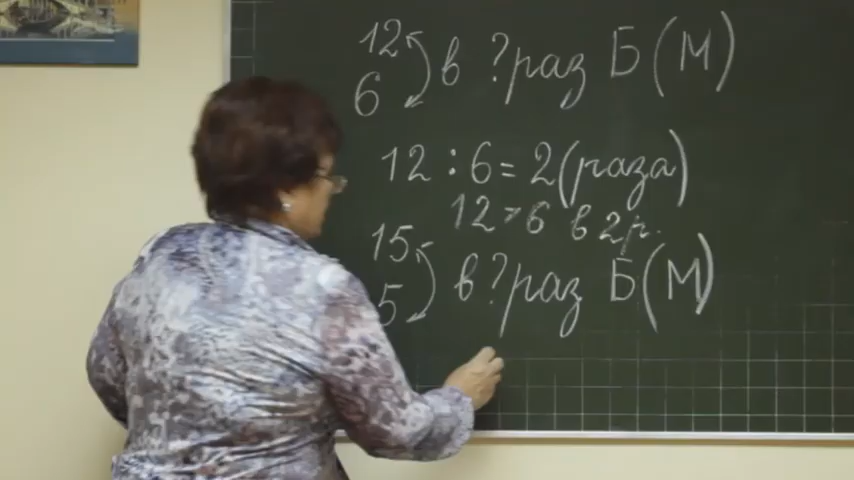 12
в ?раз Б(М)
6
12 : 6 = 2(раза)
12 > 6 в 2 р.
15
в ?раз Б(М)
5